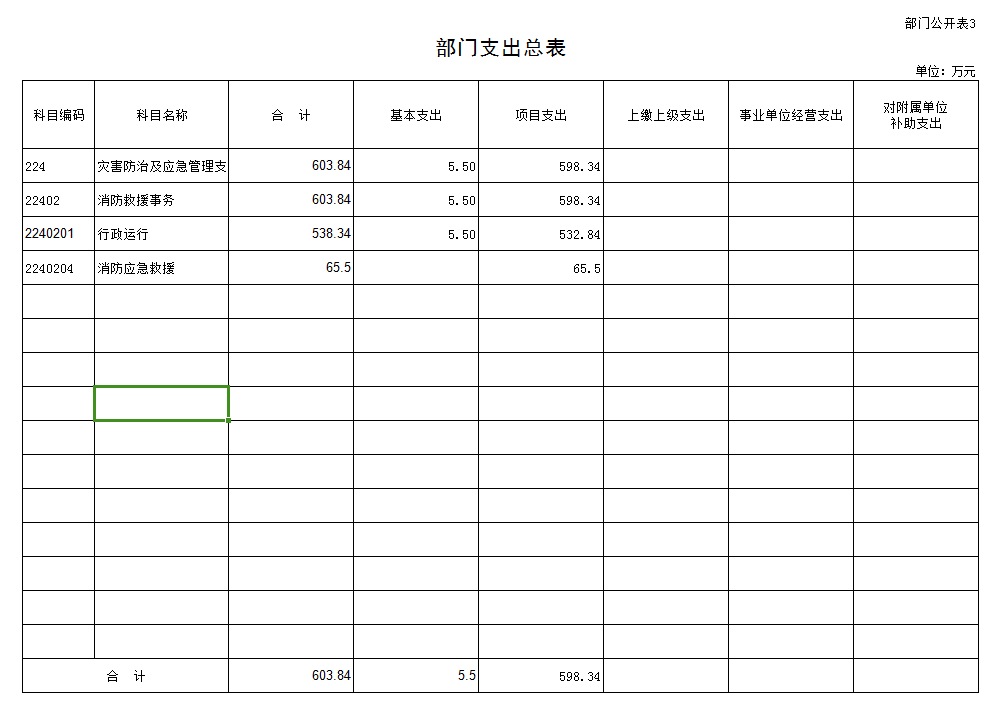 部门公开表3
部门支出总表
单位：万元
科目编码 科目名称 合 计 基本支出 项目支出 上缴上级支出 事业单位经营支出 对附属单位
补助支出
224 灾害防治及应急管理支 603.84 5.50 598.34
22402 消防救援事务 603.84 5.50 598.34
2240201 行政运行 538.34 5.50 532.84
2240204 消防应急救援 65.5 65.5
合 计 603.84 5.5 598.34